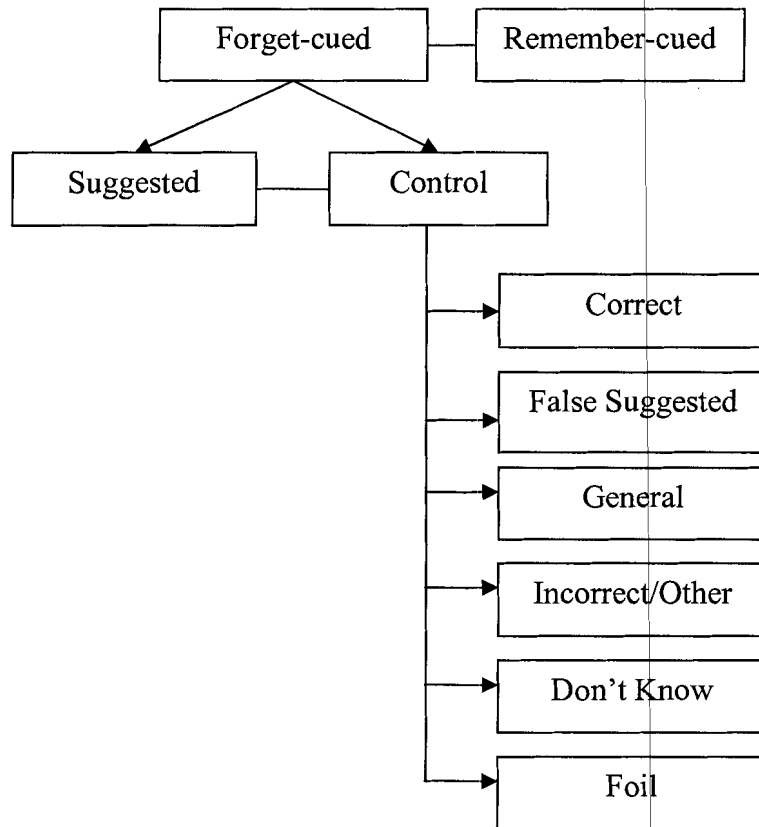 Forget-cued
Remember-cued
Suggested
Control
Correct
False Suggested
General
Incorrect/Other
Don't Know
Foil